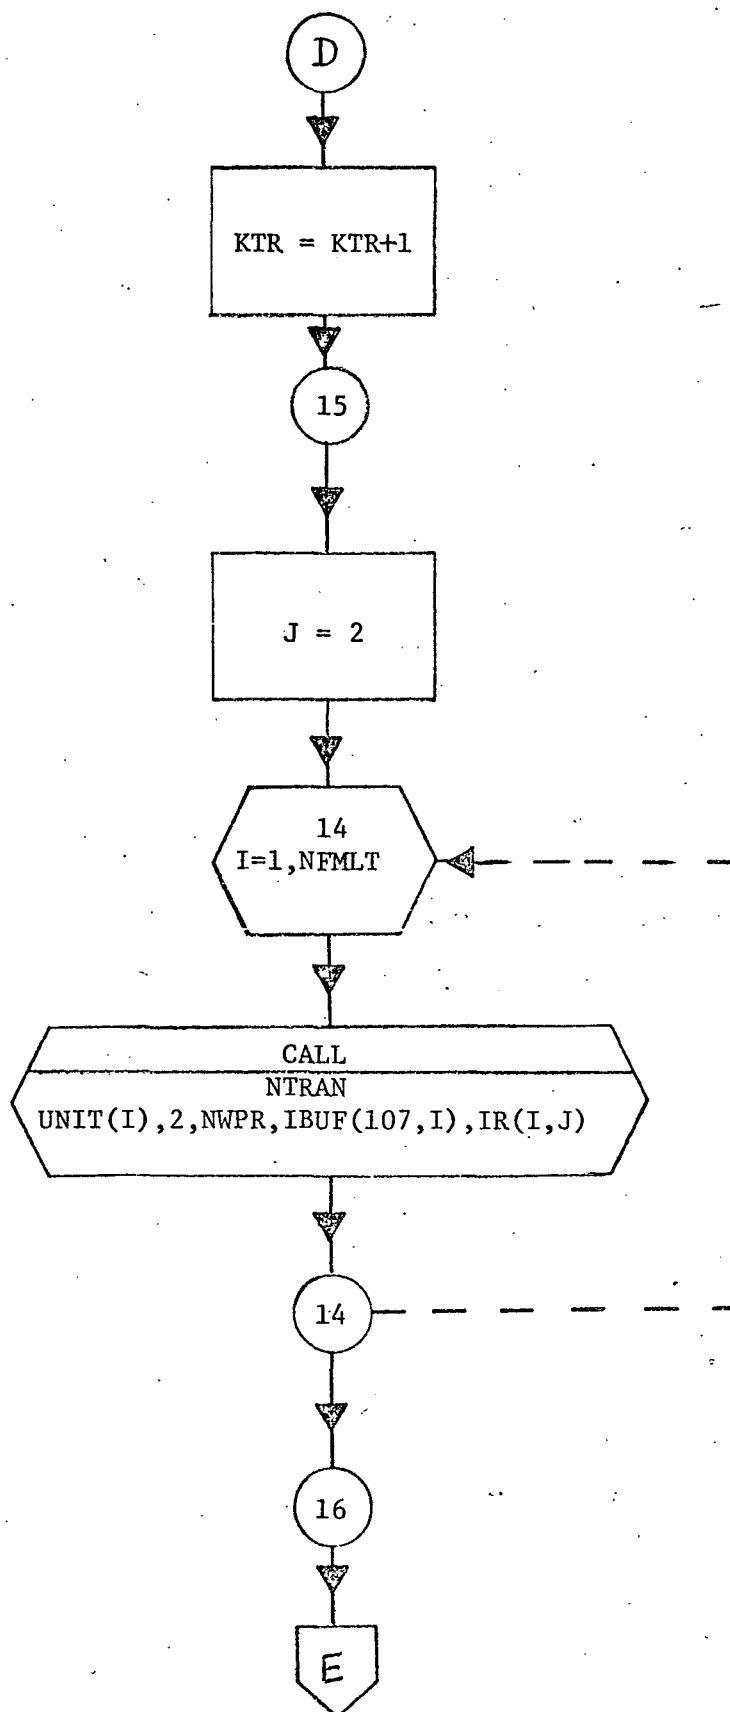 D
KTR = KTR+1
15
J = 2
14
I=1,NFMLT
CALL
NTRAN
UNIT(I),2,NWPR,IBUF(107,I),IR(I,J)
14
16
E